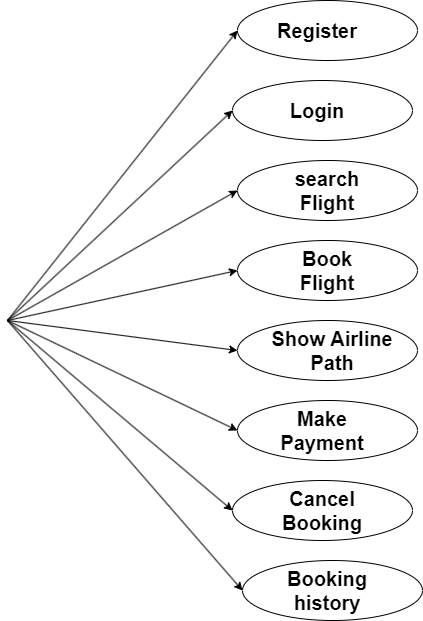 Register
Login
search
Flight
Book
Flight
Show Airline
Path
Make
Payment
Cancel
Booking
Booking
history